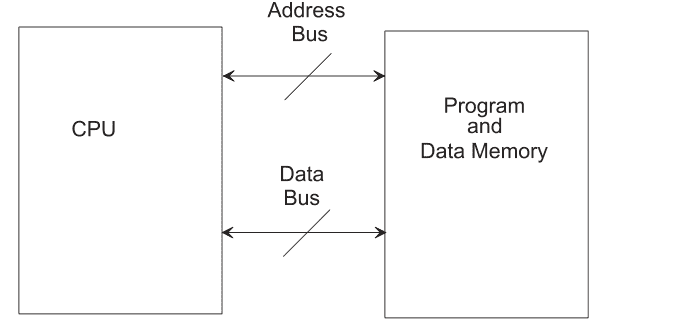 Address
Bus
CPU
Program
and
Data Memory
Data
Bus